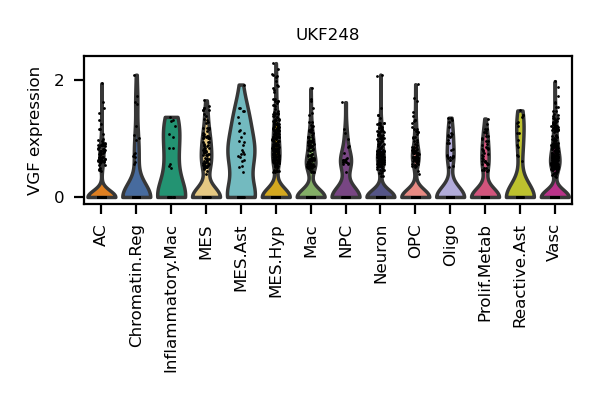 UKF248
VGF expression
2
0
AC
Chromatin.Reg
Inflammatory.Mac
MES
MES.Ast
MES.Hyp
Mac
NPC
Neuron
OPC
Oligo
Prolif.Metab
Reactive.Ast
Vasc